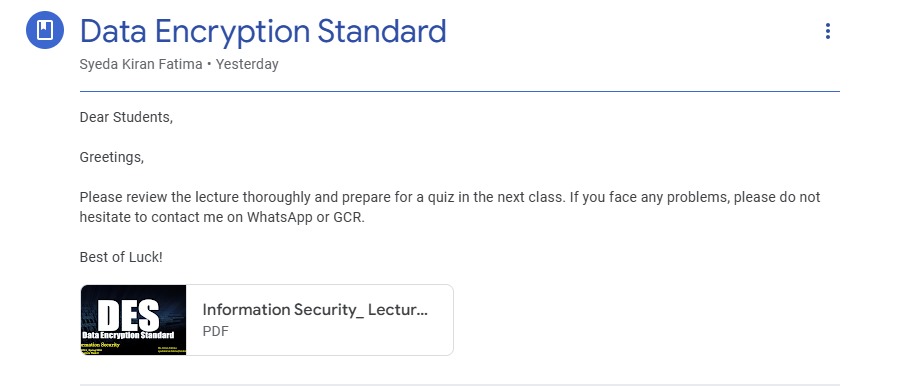 Data Encryption Standard
Syeda Kiran Fatima • Yesterday
Dear Students,
Greetings,
Please review the lecture thoroughly and prepare for a quiz in the next class. If you face any problems, please do not
hesitate to contact me on WhatsApp or GCR.
Best of Luck!
DES
Data Encryption Standard
rmation Security
Information Security_ Lectur...
PDF